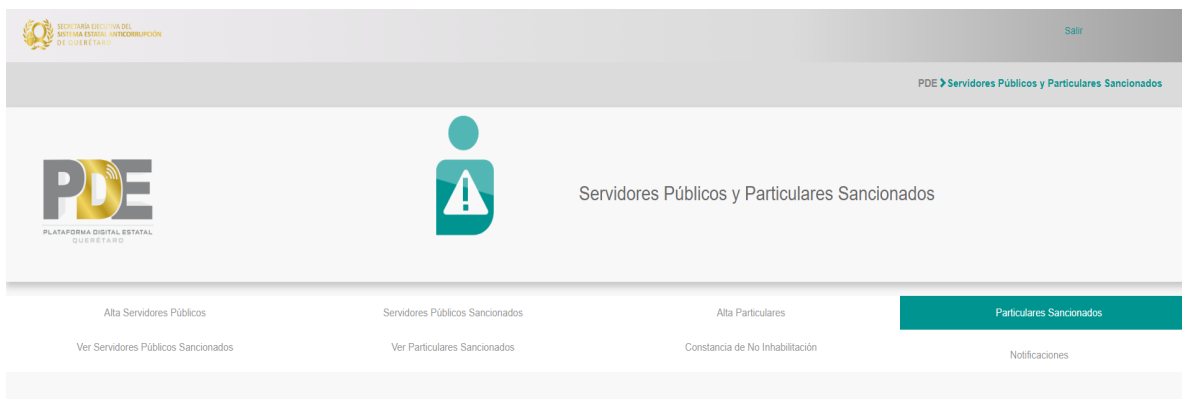 SECRETARÍA EJECUTIVA DEL
SISTEMA ESTATAL ANTICORRUPCIÓN
DE QUERÉTARO
Salir
PDE > Servidores Públicos y Particulares Sancionados
PDE
PLATAFORMA DIGITAL ESTATAL
QUERÉTARO
Servidores Públicos y Particulares Sancionados
Alta Servidores Públicos
Servidores Públicos Sancionados
Alta Particulares
Particulares Sancionados
Ver Servidores Públicos Sancionados
Ver Particulares Sancionados
Constancia de No Inhabilitación
Notificaciones